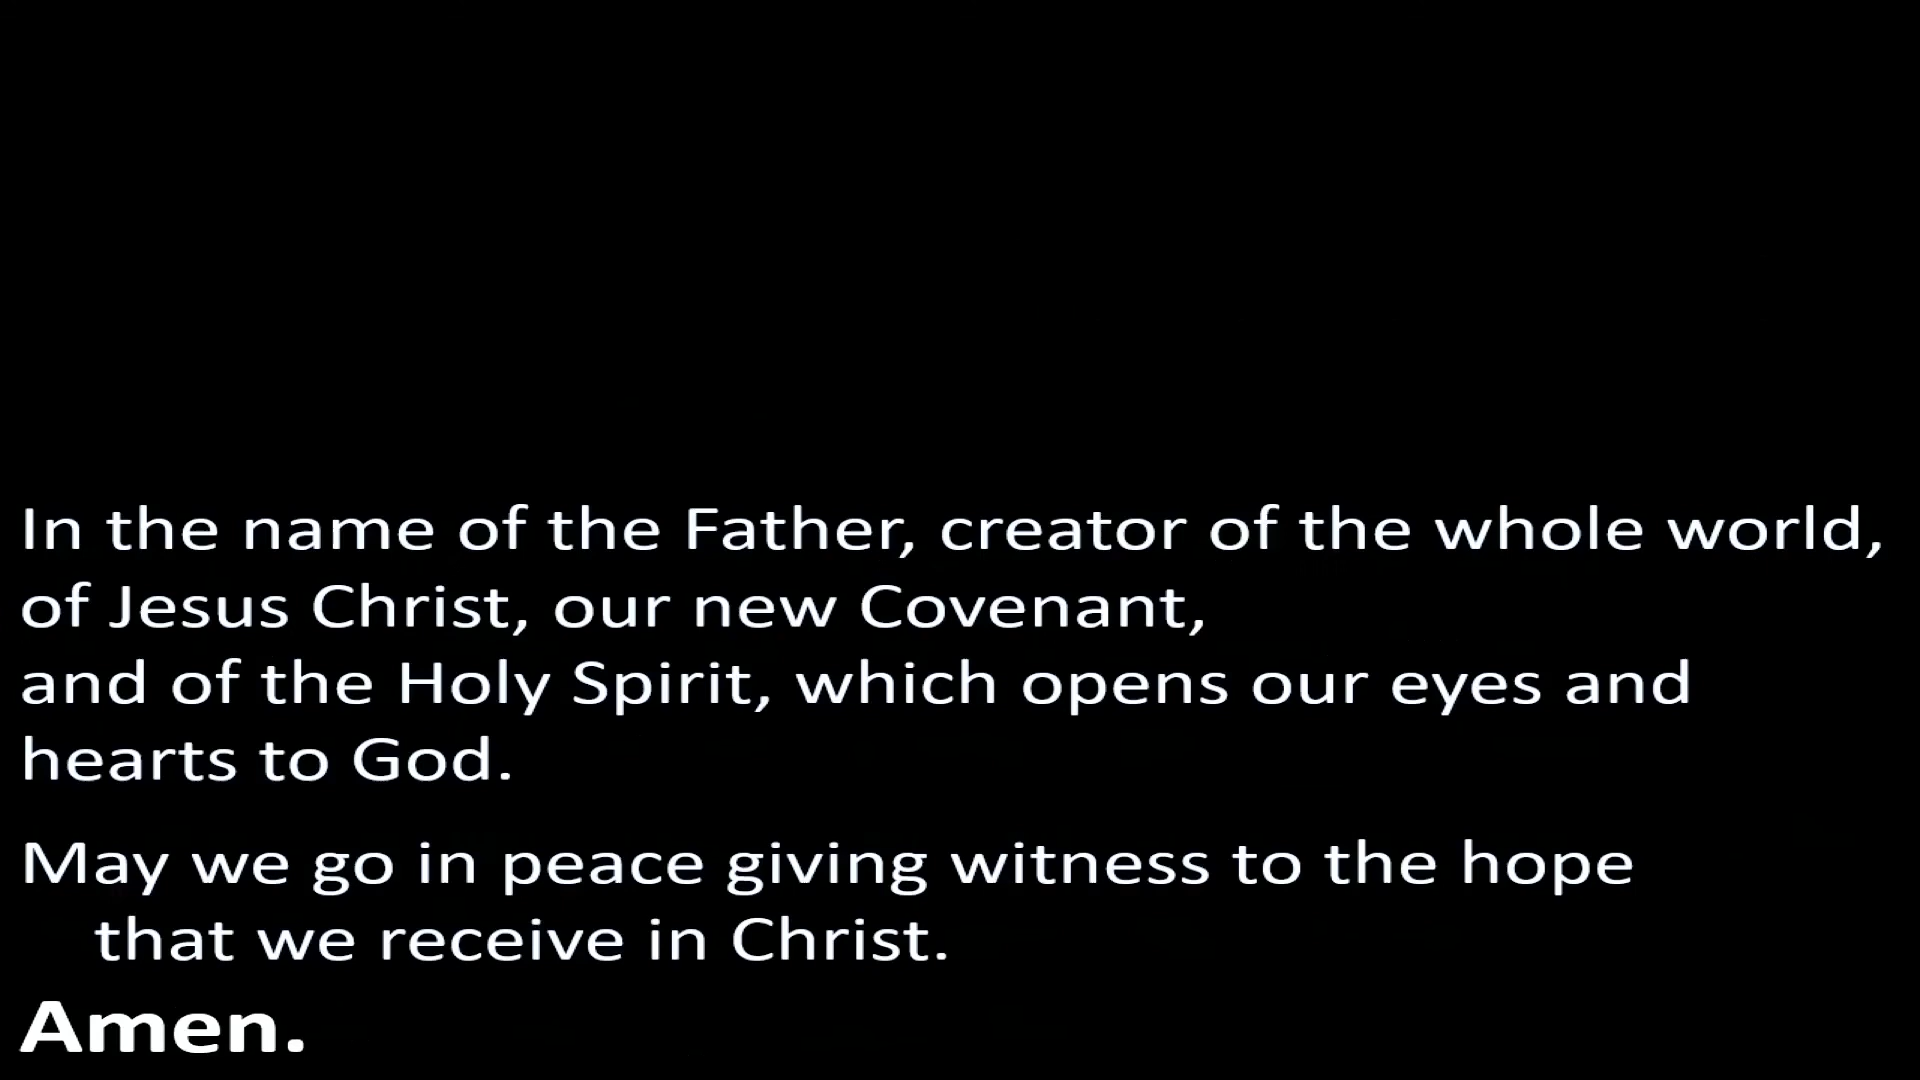 In the name of the Father, creator of the whole world,
of Jesus Christ, our new Covenant,
and of the Holy Spirit, which opens our eyes and
hearts to God.
May we go in peace giving witness to the hope
that we receive in Christ.
Amen.